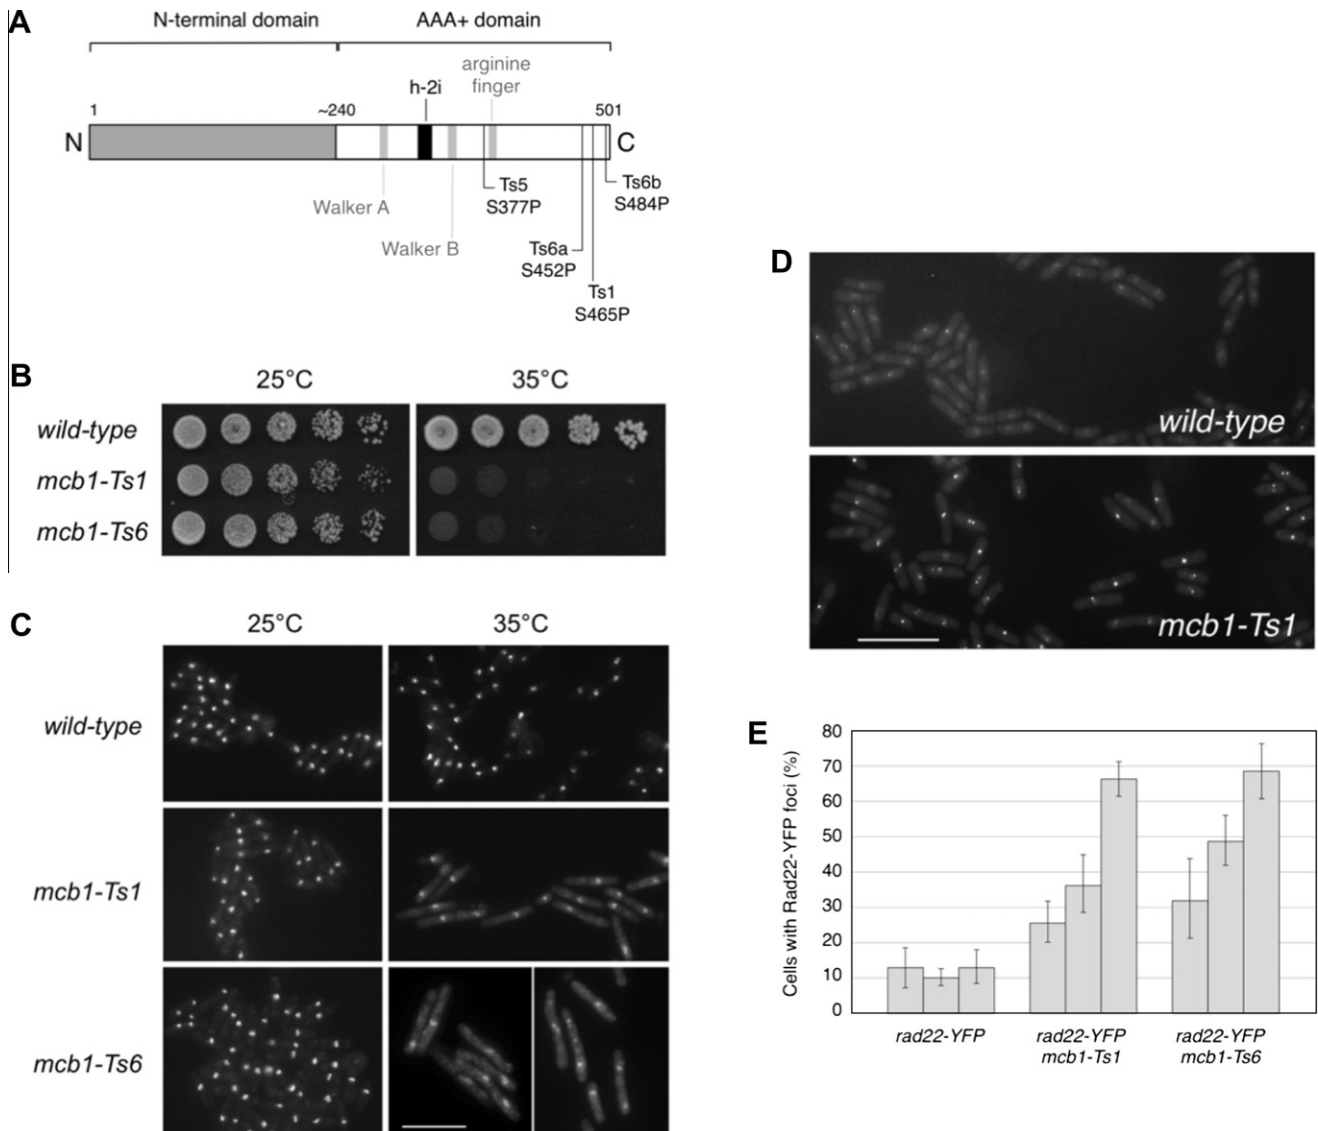 A
N-terminal domain
AAA+ domain
arginine
finger
h-2i
1
~240
501
N
C
Walker A
Walker B
Ts5
S377P
Ts6b
S484P
Ts6a
S452P
Ts1
S465P
B
25°C
35°C
wild-type
mcb1-Ts1
mcb1-Ts6
C
25°C
35°C
wild-type
mcb1-Ts1
mcb1-Ts6
D
wild-type
mcb1-Ts1
E
Cells with Rad22-YFP foci (%)
80
70
60
50
40
30
20
10
0
rad22-YFP
rad22-YFP
mcb1-Ts1
rad22-YFP
mcb1-Ts6